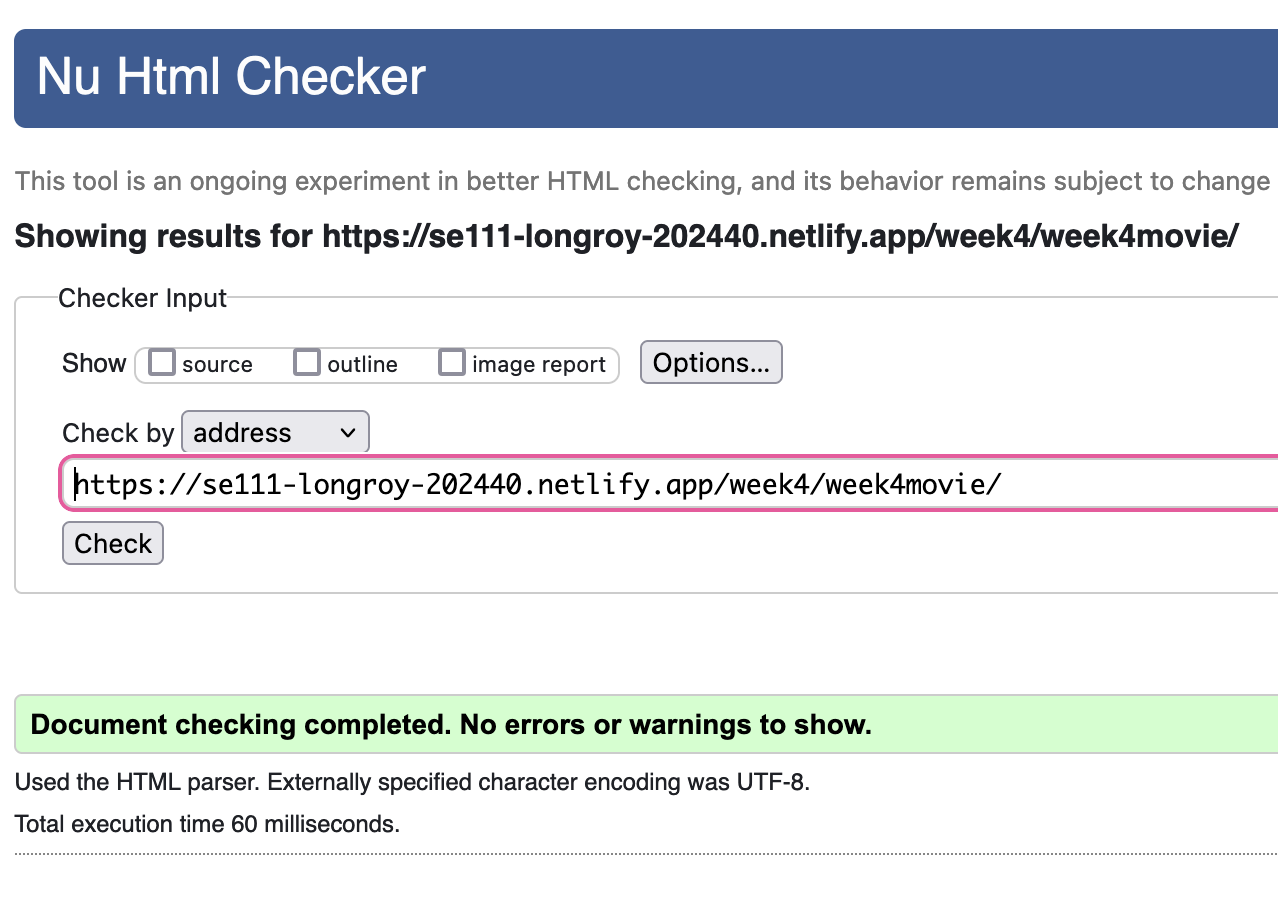 Nu Html Checker
This tool is an ongoing experiment in better HTML checking, and its behavior remains subject to change
Showing results for https://se111-longroy-202440.netlify.app/week4/week4movie/
Checker Input
Show source outline image report Options...
Check by address
https://se111-longroy-202440.netlify.app/week4/week4movie/
Check
Document checking completed. No errors or warnings to show.
Used the HTML parser. Externally specified character encoding was UTF-8.
Total execution time 60 milliseconds.